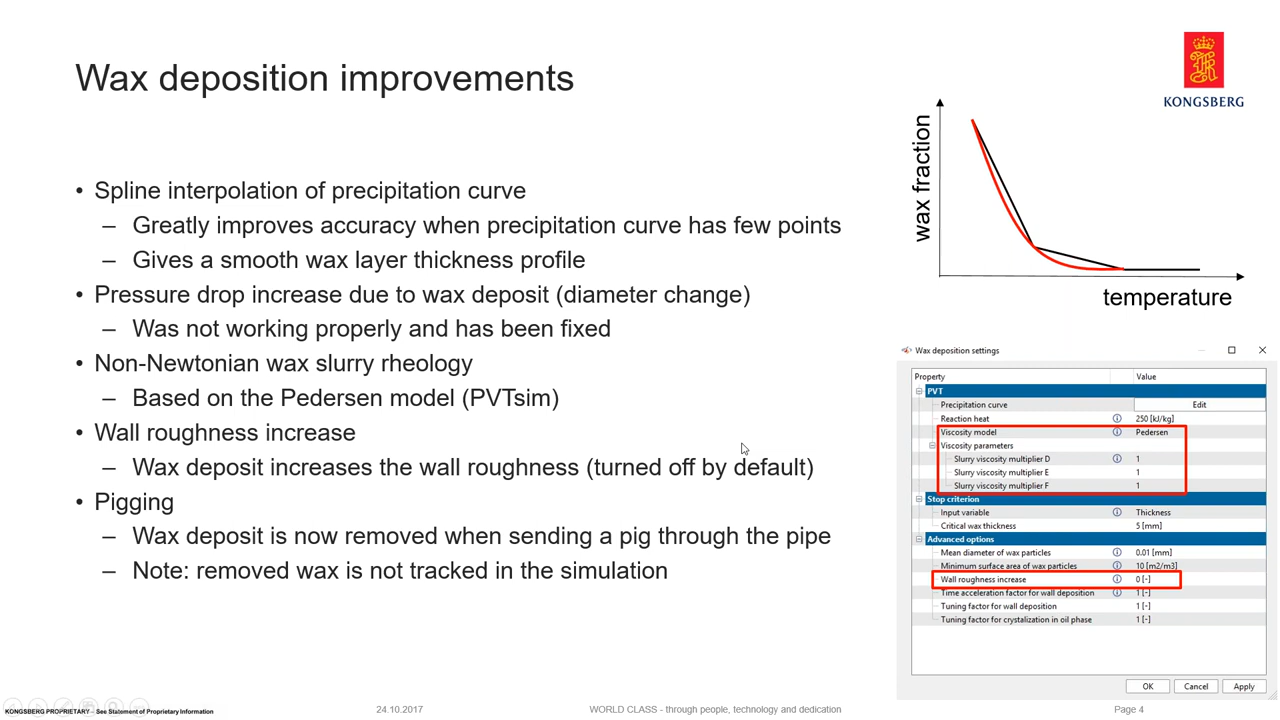 Wax deposition improvements
KONGSBERG
• Spline interpolation of precipitation curve
– Greatly improves accuracy when precipitation curve has few points
– Gives a smooth wax layer thickness profile
• Pressure drop increase due to wax deposit (diameter change)
– Was not working properly and has been fixed
• Non-Newtonian wax slurry rheology
– Based on the Pedersen model (PVTsim)
• Wall roughness increase
– Wax deposit increases the wall roughness (turned off by default)
• Pigging
– Wax deposit is now removed when sending a pig through the pipe
– Note: removed wax is not tracked in the simulation
wax fraction
temperature
Wax deposition settings
Property Value
PVT
Precipitation curve Edit
Reaction heat 250 [kJ/kg]
Viscosity model Pedersen
Viscosity parameters
Slurry viscosity multiplier D 1
Slurry viscosity multiplier E 1
Slurry viscosity multiplier F 1
Stop criterion
Input variable Thickness
Critical wax thickness 5 [mm]
Advanced options
Mean diameter of wax particles 0.01 [mm]
Minimum surface area of wax particles 10 [m2/m3]
Wall roughness increase 0 [-]
Time acceleration factor for wall deposition 1 [-]
Tuning factor for wall deposition 1 [-]
Tuning factor for crystalization in oil phase 1 [-]
OK Cancel Apply
KONGSBERG PROPRIETARY – See Statement of Proprietary Information
24.10.2017
WORLD CLASS - through people, technology and dedication
Page 4